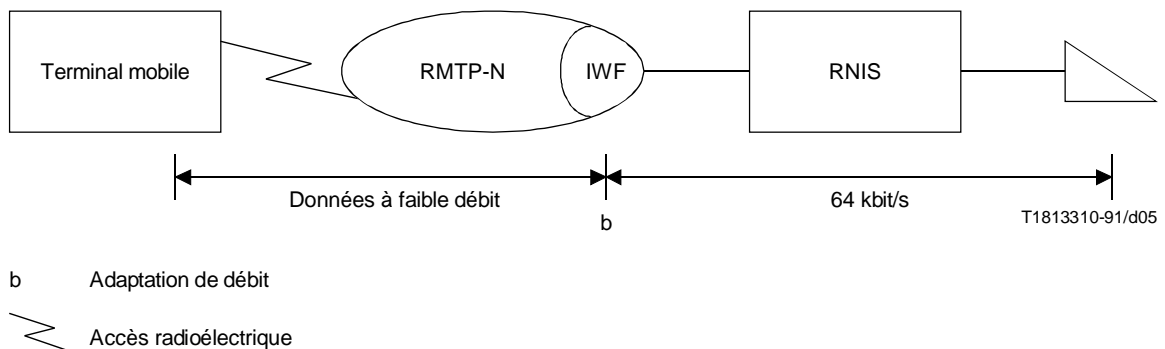 Terminal mobile
RMTP-N
IWF
RNIS
Données à faible débit
64 kbit/s
b
T1813310-91/d05
b Adaptation de débit
Accès radioélectrique